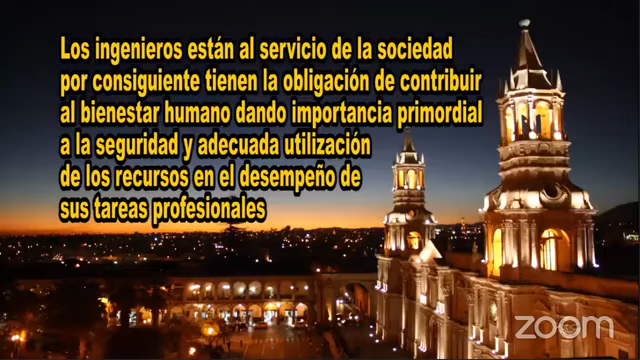 Los ingenieros están al servicio de la sociedad
por consiguiente tienen la obligación de contribuir
al bienestar humano dando importancia primordial
a la seguridad y adecuada utilización
de los recursos en el desempeño de
sus tareas profesionales
zoom